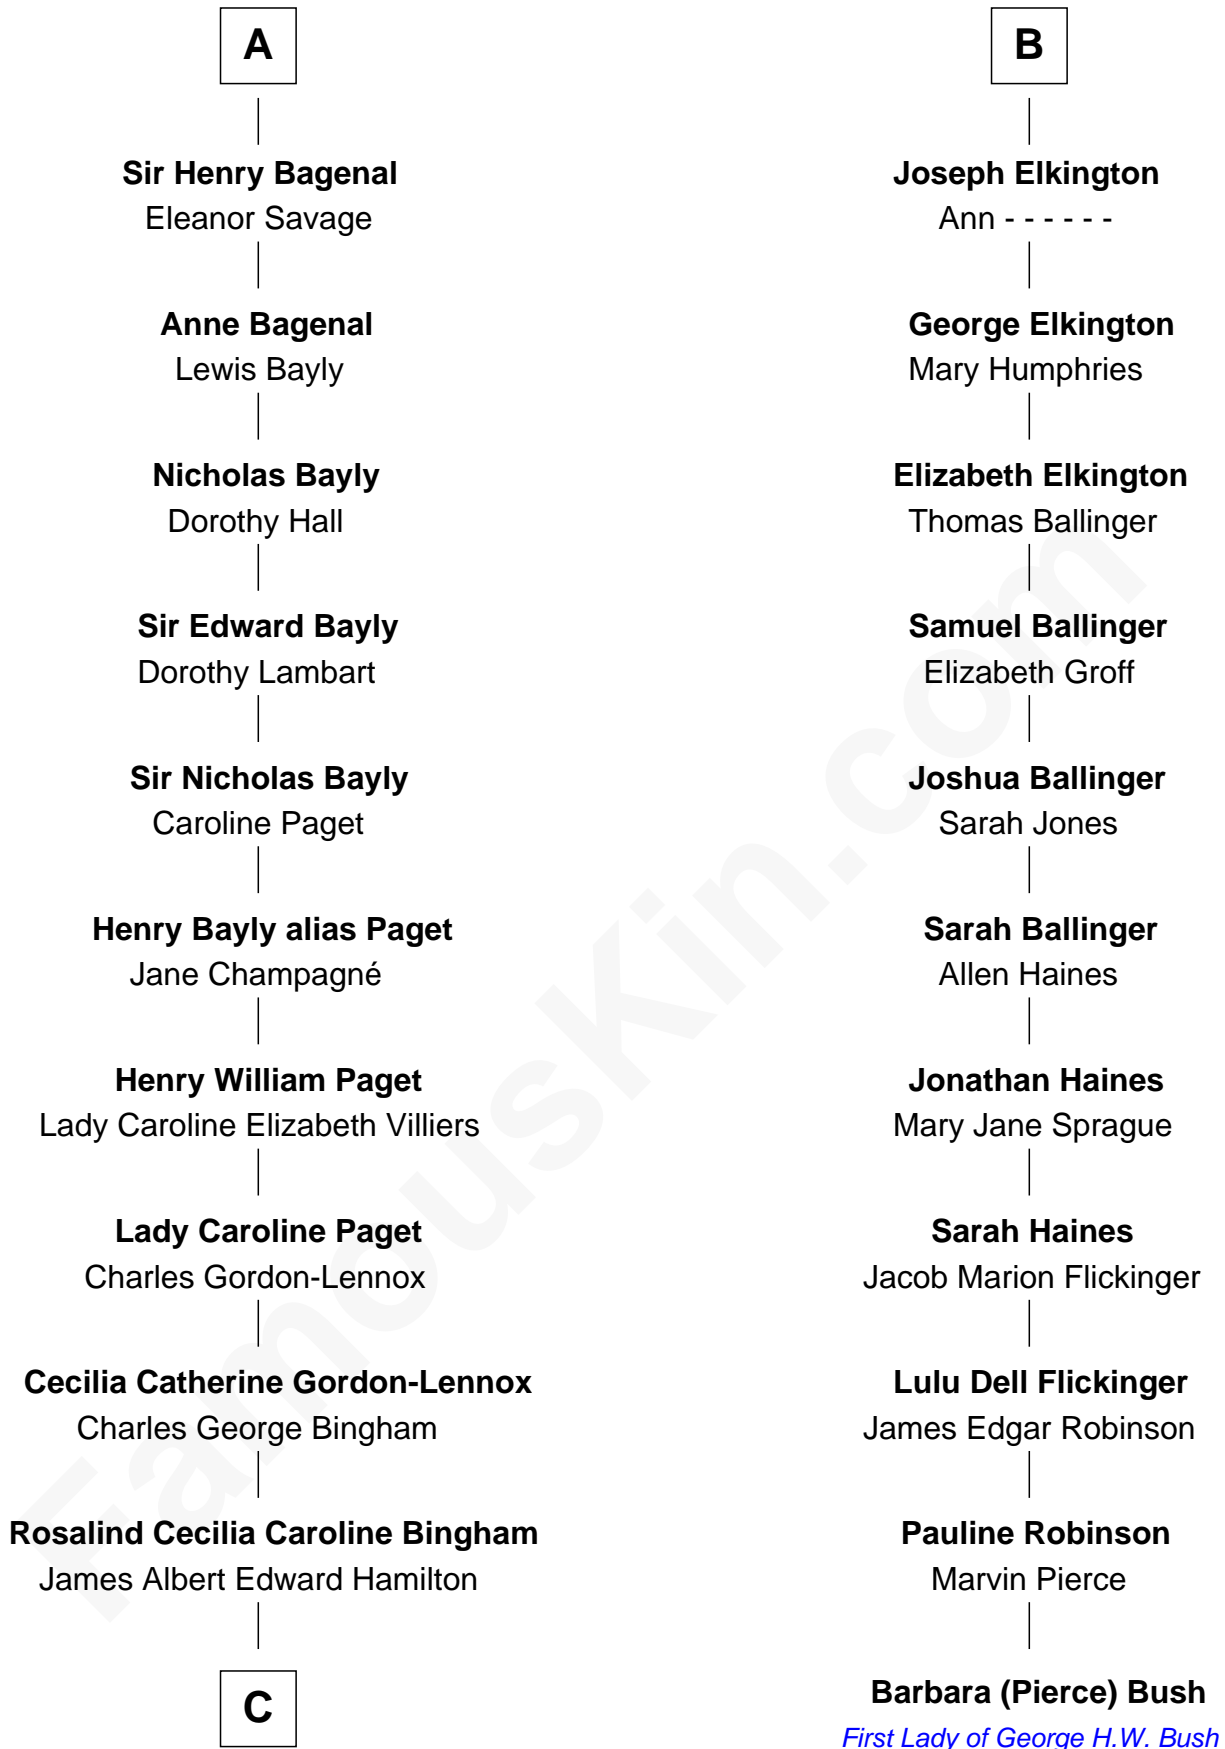 A
Sir Henry Bagenal
Eleanor Savage
Anne Bagenal
Lewis Bayly
Nicholas Bayly
Dorothy Hall
Sir Edward Bayly
Dorothy Lambart
Sir Nicholas Bayly
Caroline Paget
Henry Bayly alias Paget
Jane Champagné
Henry William Paget
Lady Caroline Elizabeth Villiers
Lady Caroline Paget
Charles Gordon-Lennox
Cecilia Catherine Gordon-Lennox
Charles George Bingham
Rosalind Cecilia Caroline Bingham
James Albert Edward Hamilton
C
B
Joseph Elkington
Ann - - - - - -
George Elkington
Mary Humphries
Elizabeth Elkington
Thomas Ballinger
Samuel Ballinger
Elizabeth Groff
Joshua Ballinger
Sarah Jones
Sarah Ballinger
Allen Haines
Jonathan Haines
Mary Jane Sprague
Sarah Haines
Jacob Marion Flickinger
Lulu Dell Flickinger
James Edgar Robinson
Pauline Robinson
Marvin Pierce
Barbara (Pierce) Bush
First Lady of George H.W. Bush
FamousKin.com